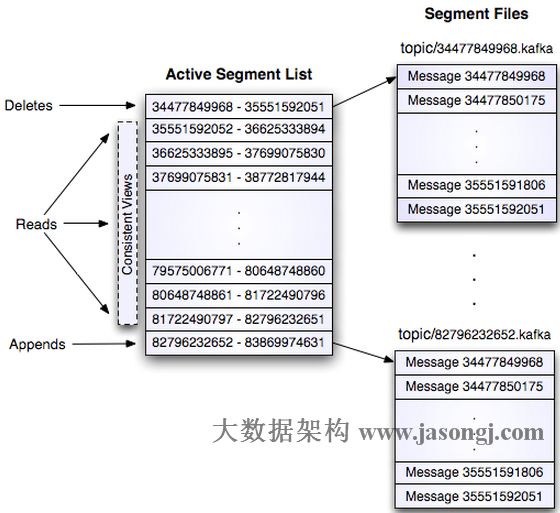 Segment Files
topic/34477849968.kafka
Active Segment List
Message 34477849968
Deletes
34477849968 - 35551592051
Message 34477850175
35551592052 - 36625333894
.
.
.
36625333895 - 37699075830
37699075831 - 38772817944
Message 35551591806
Reads
Consistent Views
.
.
.
Message 35551592051
79575006771 - 80648748860
.
.
.
80648748861 - 81722490796
81722490797 - 82796232651
topic/82796232652.kafka
Appends
82796232652 - 83869974631
Message 34477849968
Message 34477850175
.
.
.
大数据架构 www.jasongj.com
Message 35551591806
Message 35551592051